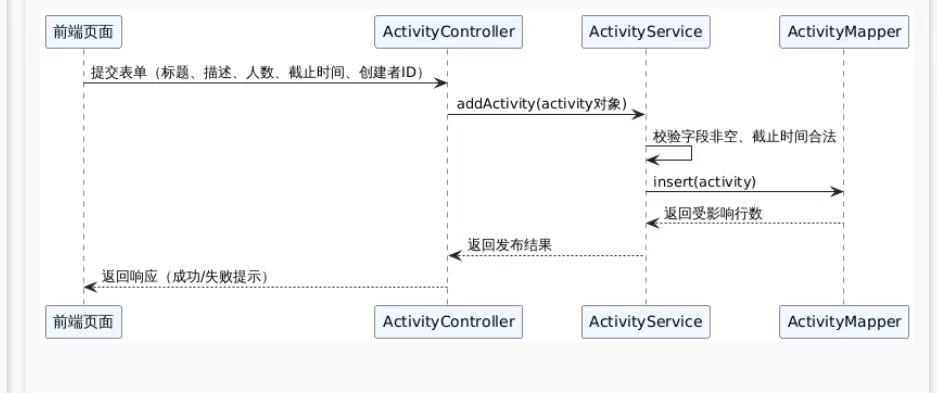 前端页面 ActivityController ActivityService ActivityMapper
提交表单（标题、描述、人数、截止时间、创建者ID）
addActivity(activity对象)
校验字段非空、截止时间合法
insert(activity)
返回受影响行数
返回发布结果
返回响应（成功/失败提示）
前端页面 ActivityController ActivityService ActivityMapper